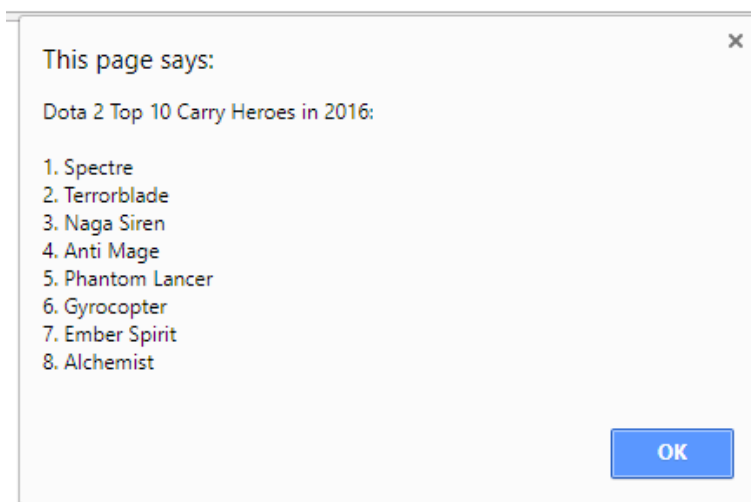 This page says:
Dota 2 Top 10 Carry Heroes in 2016:
1. Spectre
2. Terrorblade
3. Naga Siren
4. Anti Mage
5. Phantom Lancer
6. Gyrocopter
7. Ember Spirit
8. Alchemist
OK